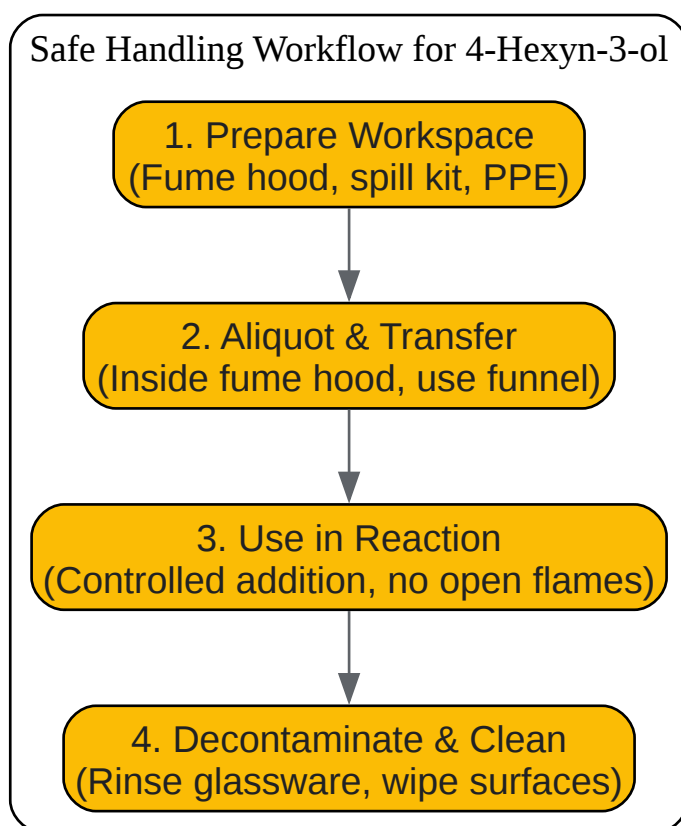 Safe Handling Workflow for 4-Hexyn-3-ol
1. Prepare Workspace
(Fume hood, spill kit, PPE)
2. Aliquot & Transfer
(Inside fume hood, use funnel)
3. Use in Reaction
(Controlled addition, no open flames)
4. Decontaminate & Clean
(Rinse glassware, wipe surfaces)